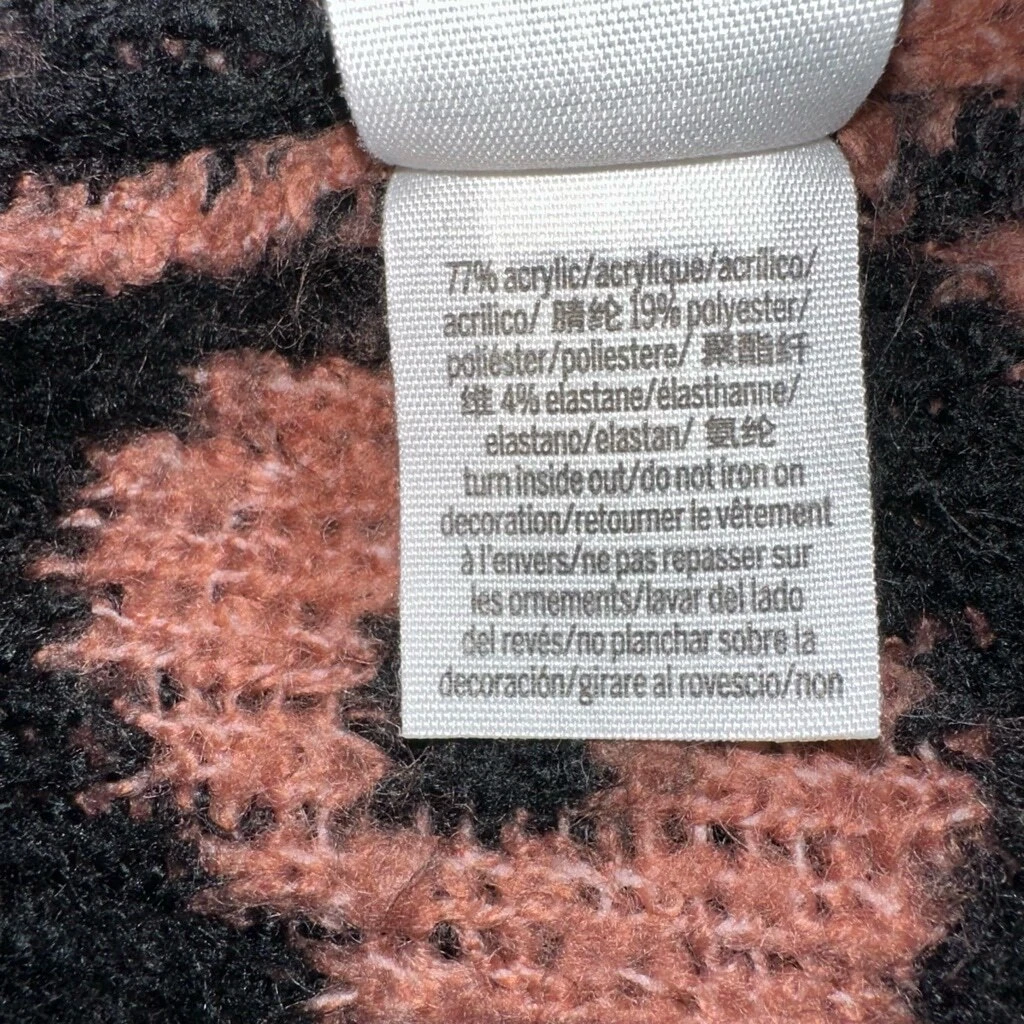 77% acrylic/acrylique/acrílico/
acrilico/ 腈纶 19% polyester/
poliéster/poliestere/ 聚酯纤
维 4% elastane/élasthanne/
elastano/elastan/ 氨纶
turn inside out/do not iron on
decoration/retourner le vêtement
à l'envers/ne pas repasser sur
les ornements/lavar del lado
del revés/no planchar sobre la
decoración/girare al rovescio/non